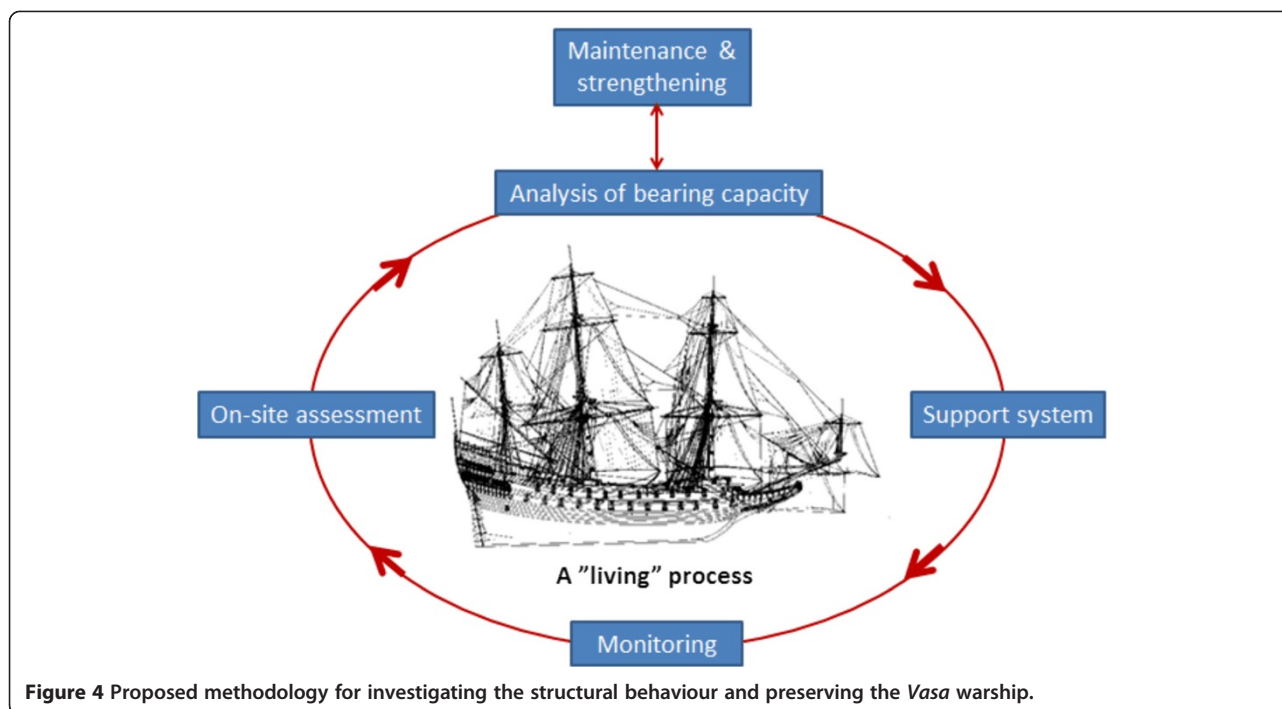 Maintenance &
strengthening
Analysis of bearing capacity
On-site assessment
Support system
A ”living” process
Monitoring
Figure 4 Proposed methodology for investigating the structural behaviour and preserving the Vasa warship.